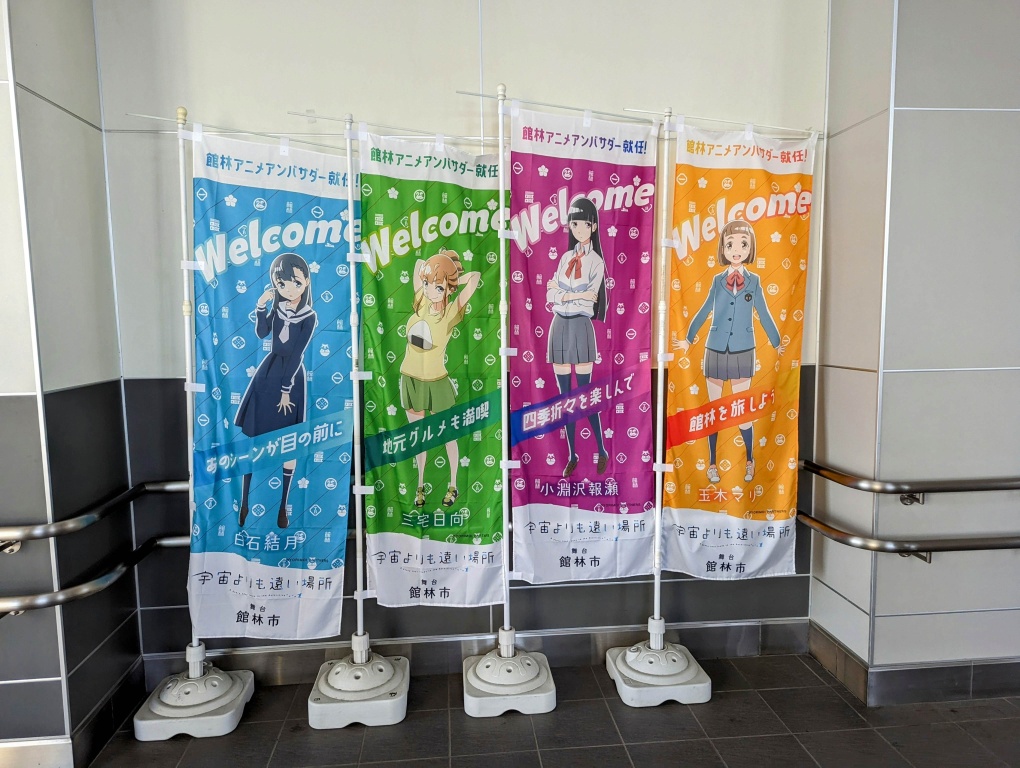 館林アニメアンバサダー就任!
Welcome
あのシーンが目の前に
白石結月
宇宙よりも遠い場所
舞台
館林市
館林アニメアンバサダー就任!
Welcome
地元グルメも満喫
三宅日向
宇宙よりも遠い場所
舞台
館林市
館林アニメアンバサダー就任!
Welcome
四季折々を楽しんで
小淵沢報瀬
宇宙よりも遠い場所
舞台
館林市
館林アニメアンバサダー就任!
Welcome
館林を旅しよう
玉木マリ
宇宙よりも遠い場所
舞台
館林市